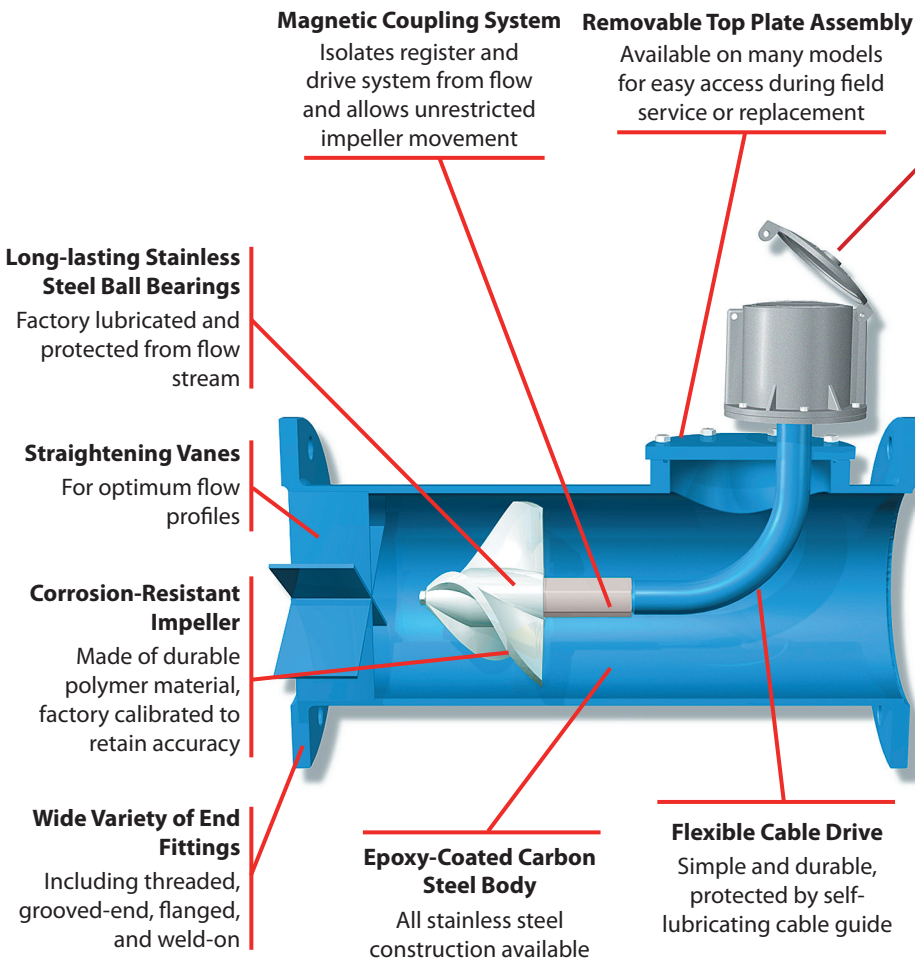 Magnetic Coupling System
Isolates register and
drive system from flow
and allows unrestricted
impeller movement
Removable Top Plate Assembly
Available on many models
for easy access during field
service or replacement
Long-lasting Stainless
Steel Ball Bearings
Factory lubricated and
protected from flow
stream
Straightening Vanes
For optimum flow
profiles
Corrosion-Resistant
Impeller
Made of durable
polymer material,
factory calibrated to
retain accuracy
Wide Variety of End
Fittings
Including threaded,
grooved-end, flanged,
and weld-on
Epoxy-Coated Carbon
Steel Body
All stainless steel
construction available
Flexible Cable Drive
Simple and durable,
protected by self-
lubricating cable guide